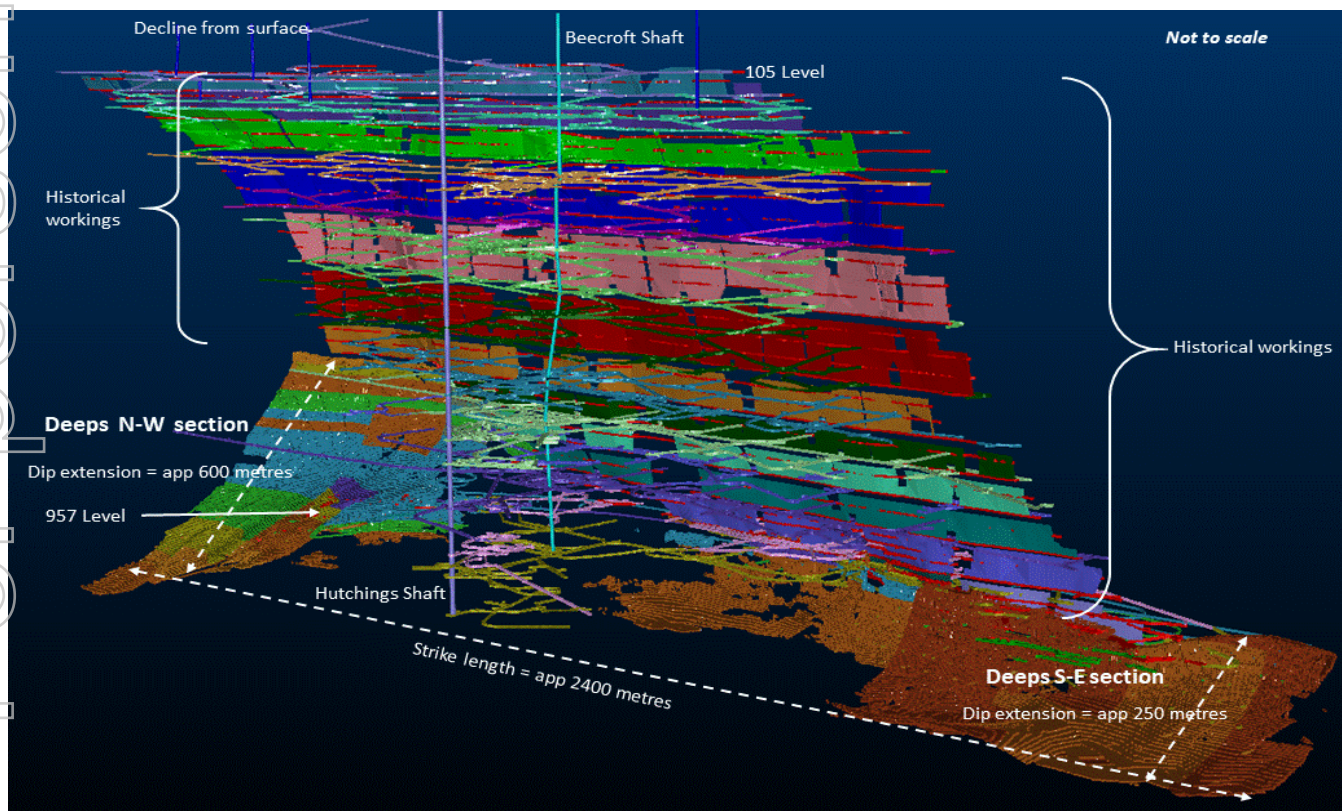 Decline from surface
Beecroft Shaft
Not to scale
105 Level
Historical
workings
Historical workings
Deeps N-W section
Dip extension = app 600 metres
957 Level
Hutchings Shaft
Strike length = app 2400 metres
Deeps S-E section
Dip extension = app 250 metres